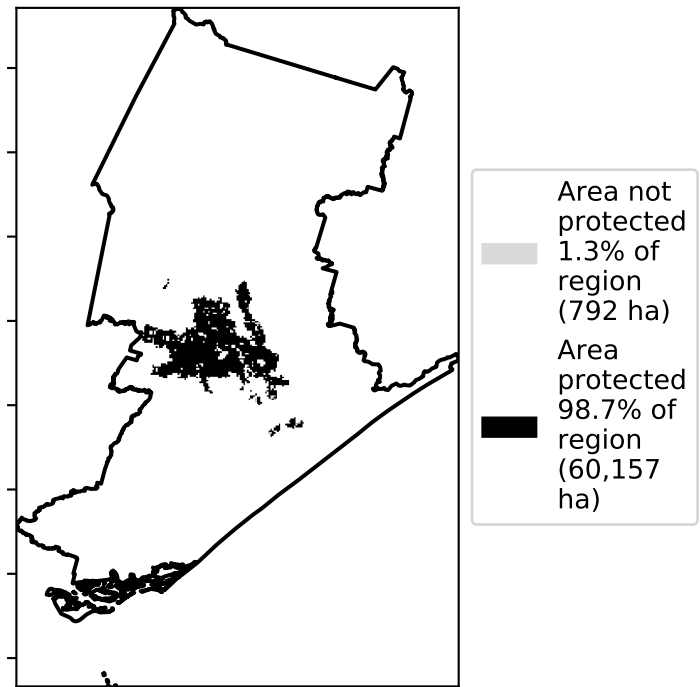 Area not
protected
1.3% of
region
(792 ha)
Area
protected
98.7% of
region
(60,157
ha)